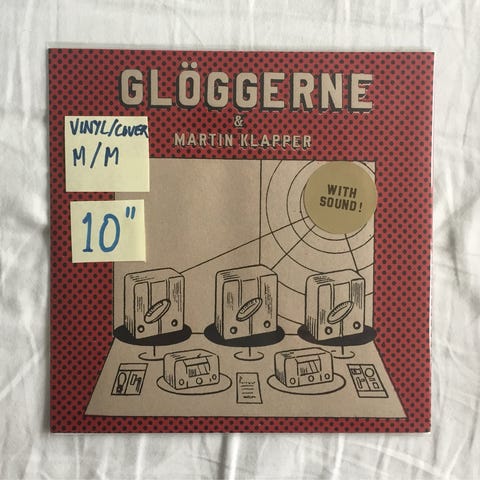 GLÖGGERNE
&
MARTIN KLAPPER
VINYL/COVER
M/M
10"
WITH
SOUND!